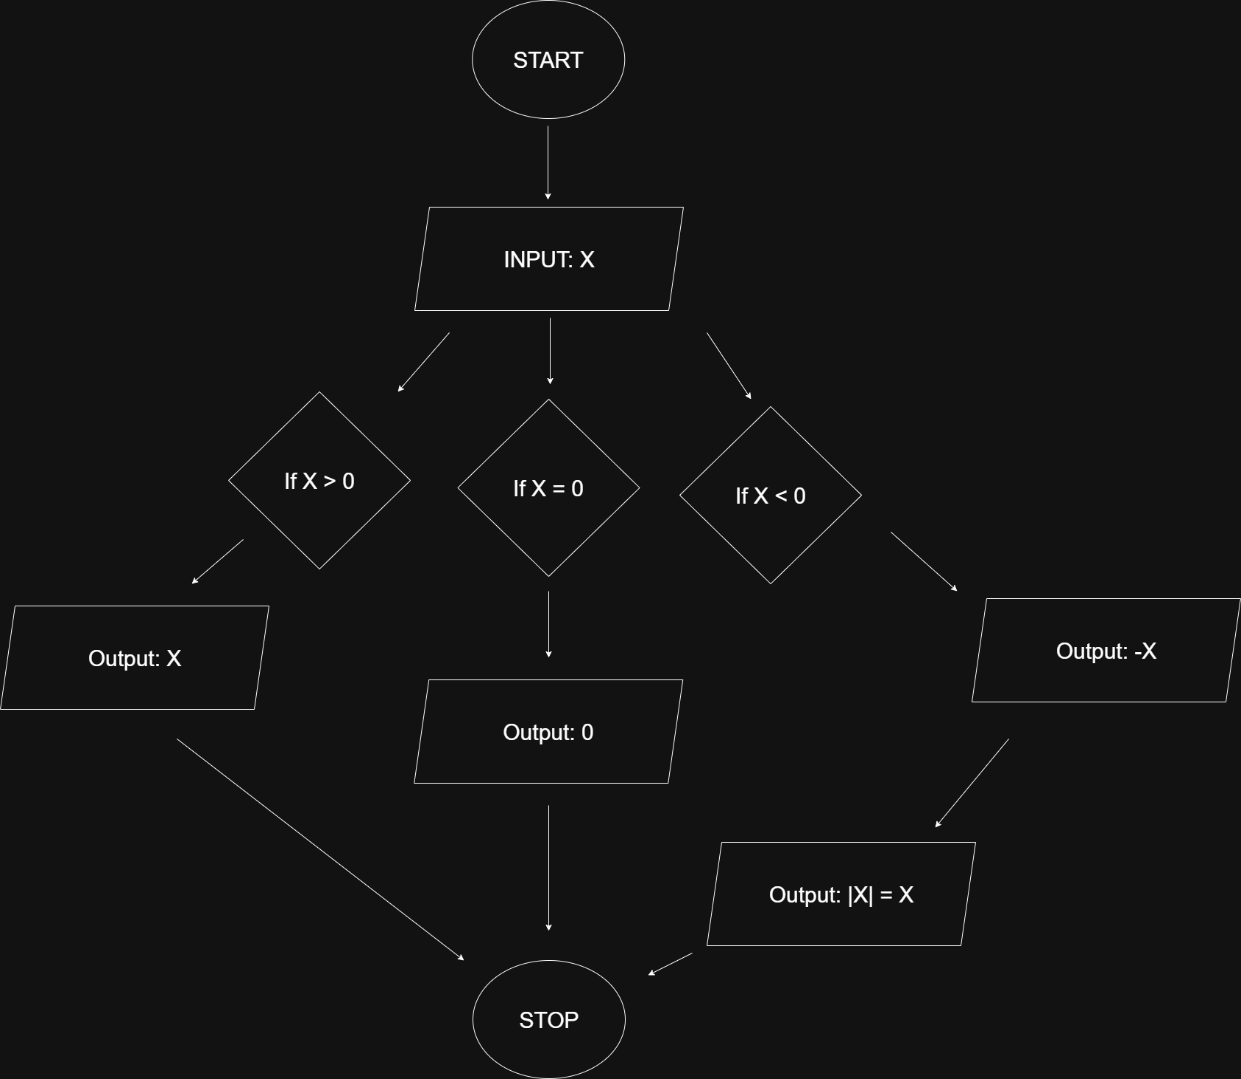 START
INPUT: X
If X > 0
If X = 0
If X < 0
Output: X
Output: -X
Output: 0
Output: |X| = X
STOP